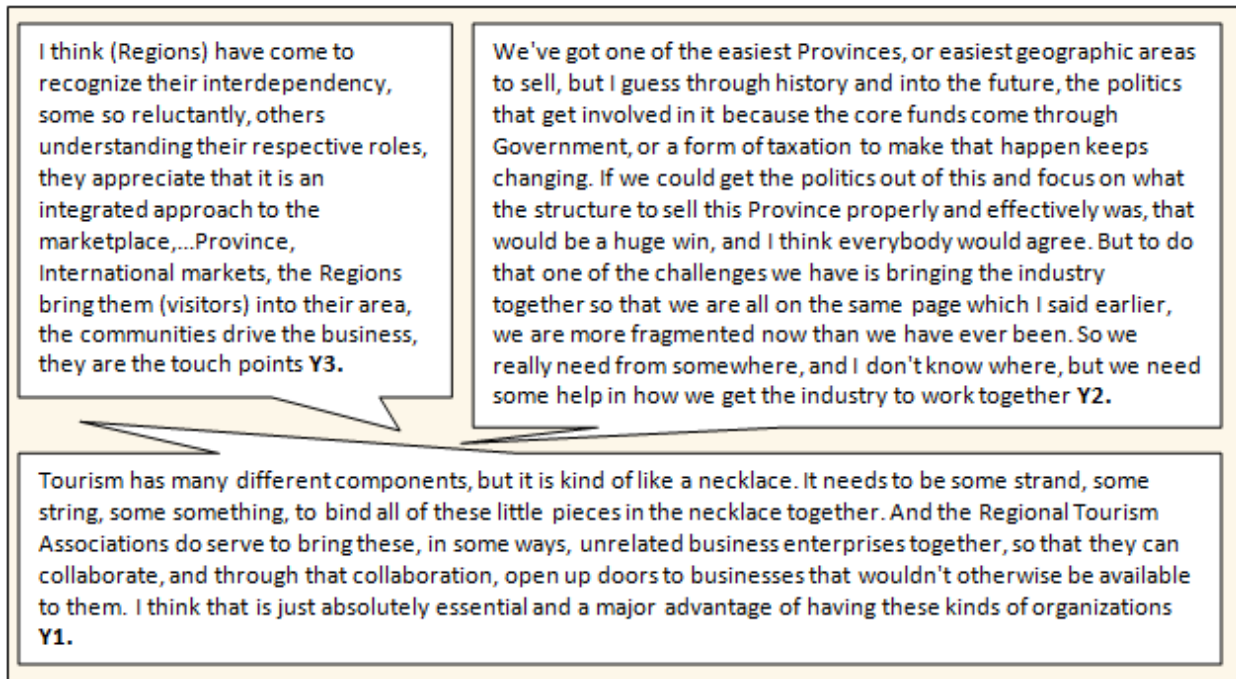 I think (Regions) have come to
recognize their interdependency,
some so reluctantly, others
understanding their respective roles,
they appreciate that it is an
integrated approach to the
marketplace,...Province,
International markets, the Regions
bring them (visitors) into their area,
the communities drive the business,
they are the touch points Y3.
We've got one of the easiest Provinces, or easiest geographic areas
to sell, but I guess through history and into the future, the politics
that get involved in it because the core funds come through
Government, or a form of taxation to make that happen keeps
changing. If we could get the politics out of this and focus on what
the structure to sell this Province properly and effectively was, that
would be a huge win, and I think everybody would agree. But to do
that one of the challenges we have is bringing the industry
together so that we are all on the same page which I said earlier,
we are more fragmented now than we have ever been. So we
really need from somewhere, and I don't know where, but we need
some help in how we get the industry to work together Y2.
Tourism has many different components, but it is kind of like a necklace. It needs to be some strand, some
string, some something, to bind all of these little pieces in the necklace together. And the Regional Tourism
Associations do serve to bring these, in some ways, unrelated business enterprises together, so that they can
collaborate, and through that collaboration, open up doors to businesses that wouldn't otherwise be available
to them. I think that is just absolutely essential and a major advantage of having these kinds of organizations
Y1.